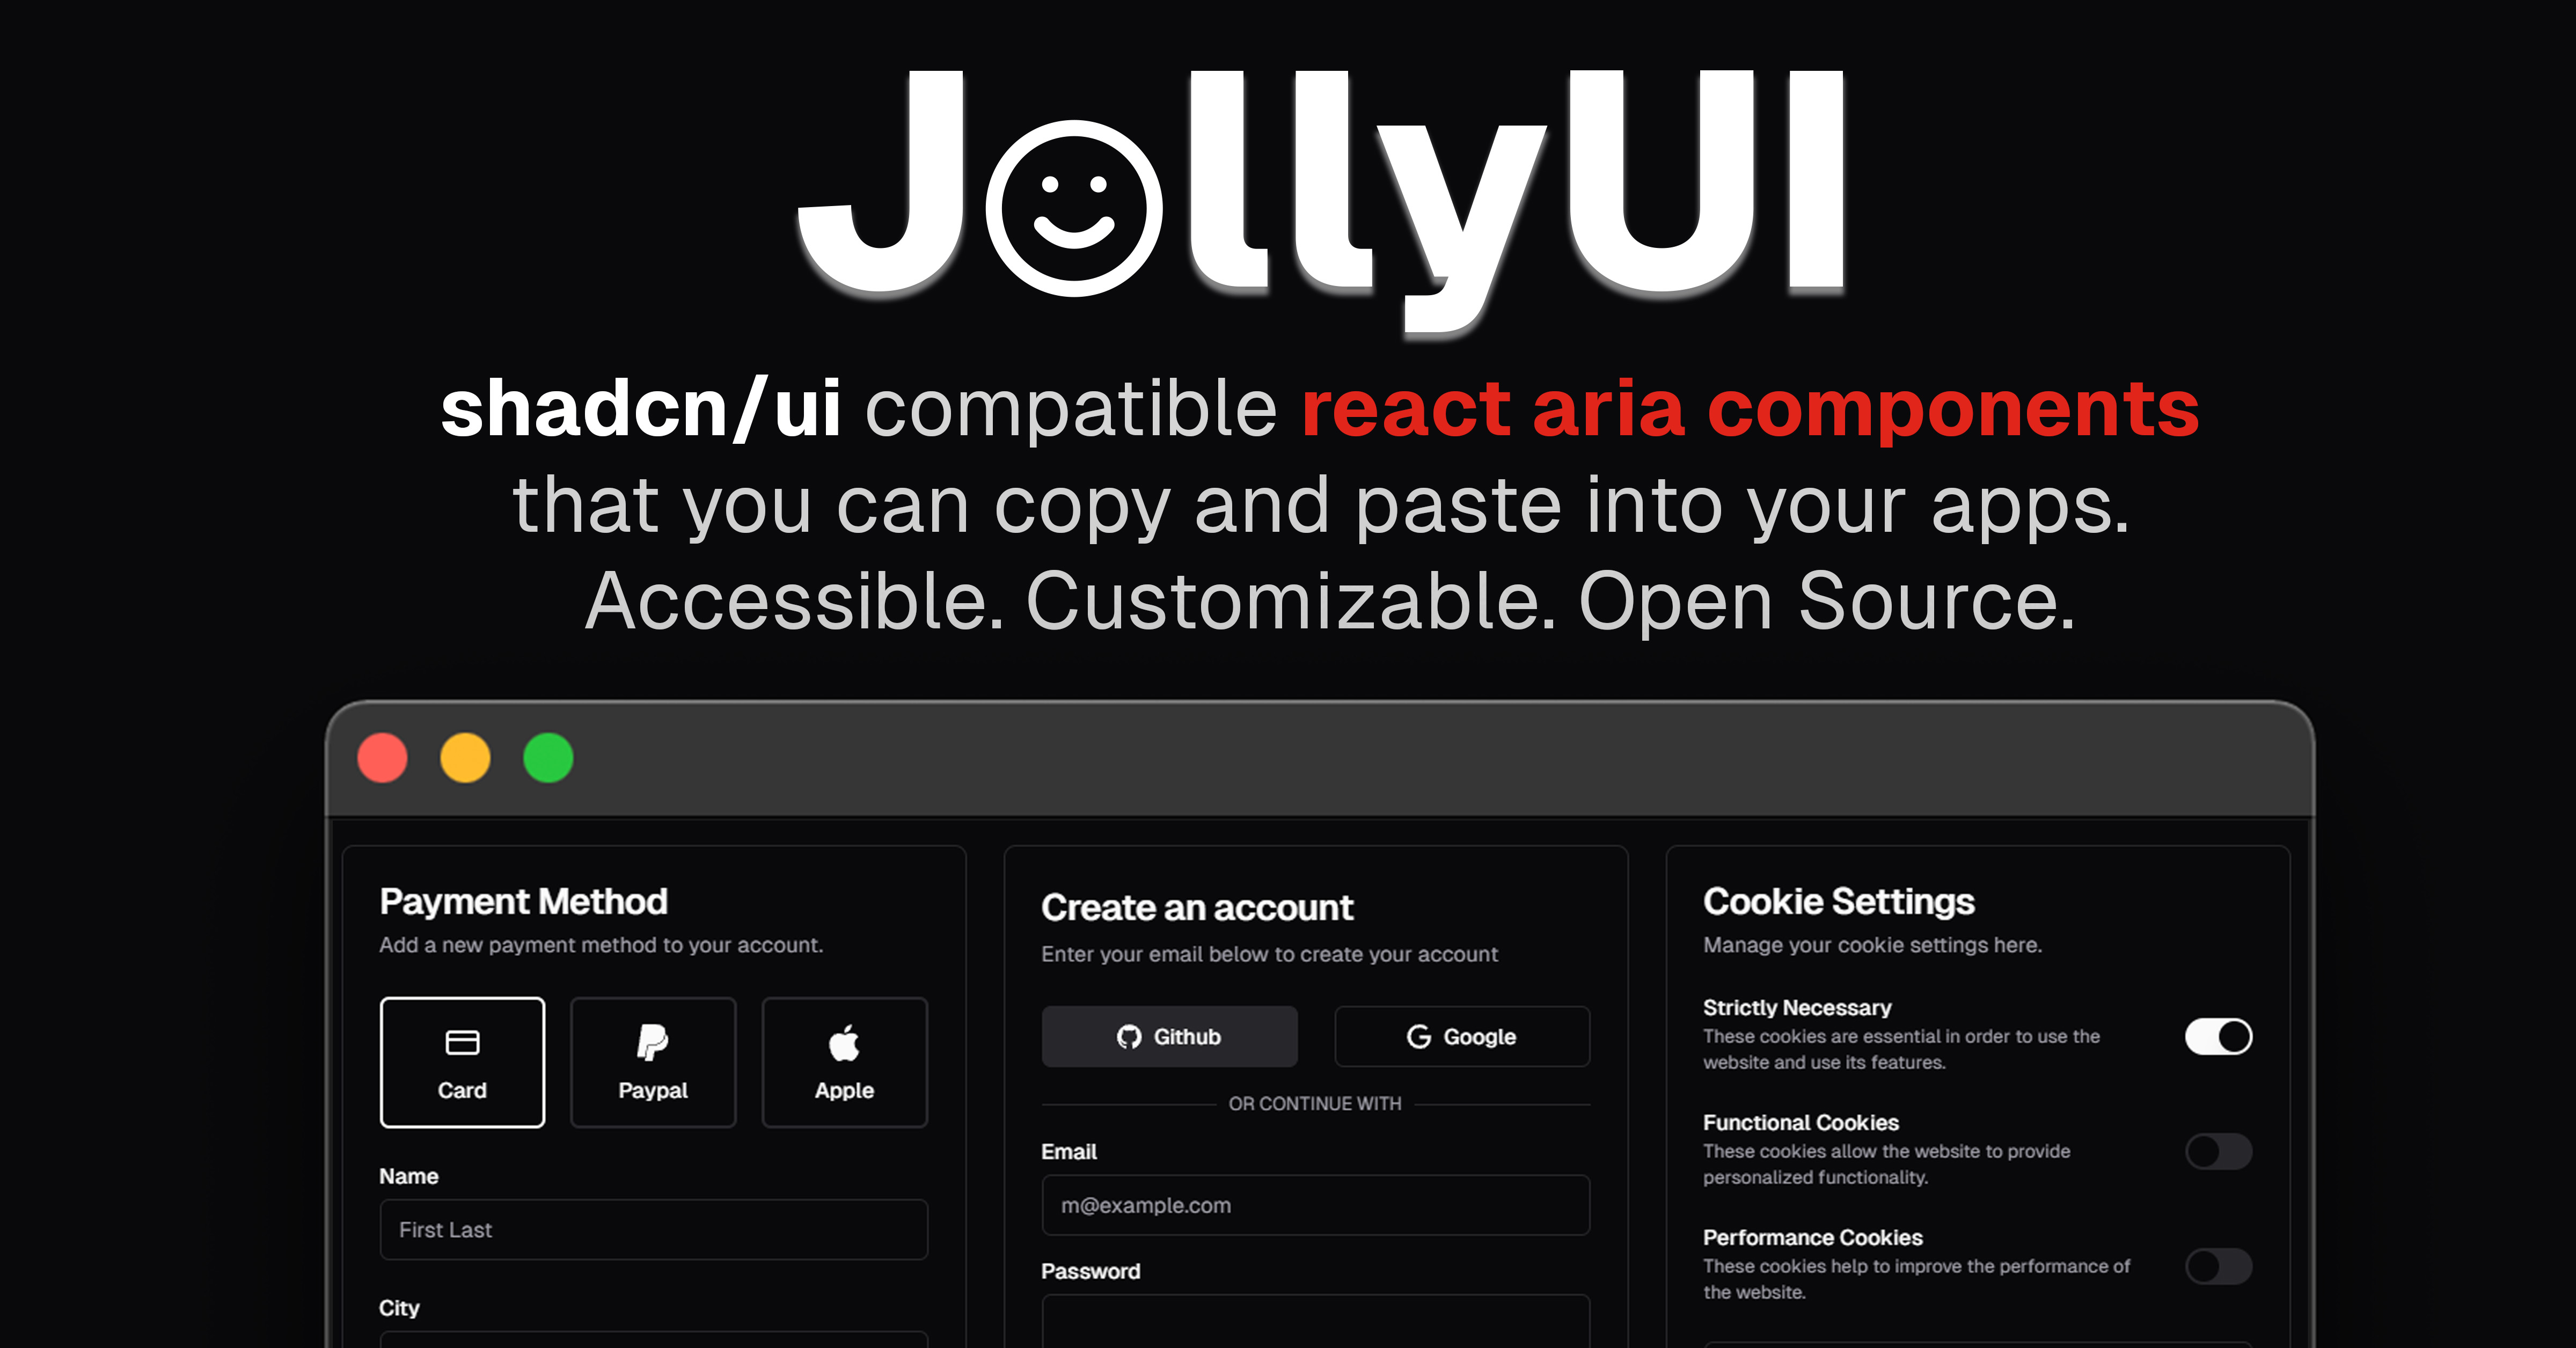 JollyUI
shadcn/ui compatible react aria components
that you can copy and paste into your apps.
Accessible. Customizable. Open Source.
Payment Method
Add a new payment method to your account.
Card
Paypal
Apple
Name
First Last
City
Create an account
Enter your email below to create your account
Github
Google
OR CONTINUE WITH
Email
m@example.com
Password
Cookie Settings
Manage your cookie settings here.
Strictly Necessary
These cookies are essential in order to use the
website and use its features.
Functional Cookies
These cookies allow the website to provide
personalized functionality.
Performance Cookies
These cookies help to improve the performance of
the website.